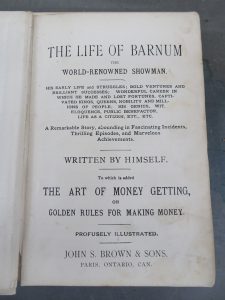 THE LIFE OF BARNUM
THE
WORLD-RENOWNED SHOWMAN.
HIS EARLY LIFE and STRUGGLES; BOLD VENTURES AND
BRILLIANT SUCCESSES; WONDERFUL CAREER IN
WHICH HE MADE AND LOST FORTUNES, CAPTI-
VATED KINGS, QUEENS, NOBILITY AND MILL-
IONS OF PEOPLE; HIS GENIUS, WIT,
ELOQUENCE, PUBLIC BENEFACTOR,
LIFE AS A CITIZEN, ETC., ETC.
A Remarkable Story, abounding in Fascinating Incidents,
Thrilling Episodes, and Marvelous
Achievements.
WRITTEN BY HIMSELF.
To which is added
THE ART OF MONEY GETTING,
OR
GOLDEN RULES FOR MAKING MONEY.
PROFUSELY ILLUSTRATED.
JOHN S. BROWN & SONS.
PARIS, ONTARIO, CAN.